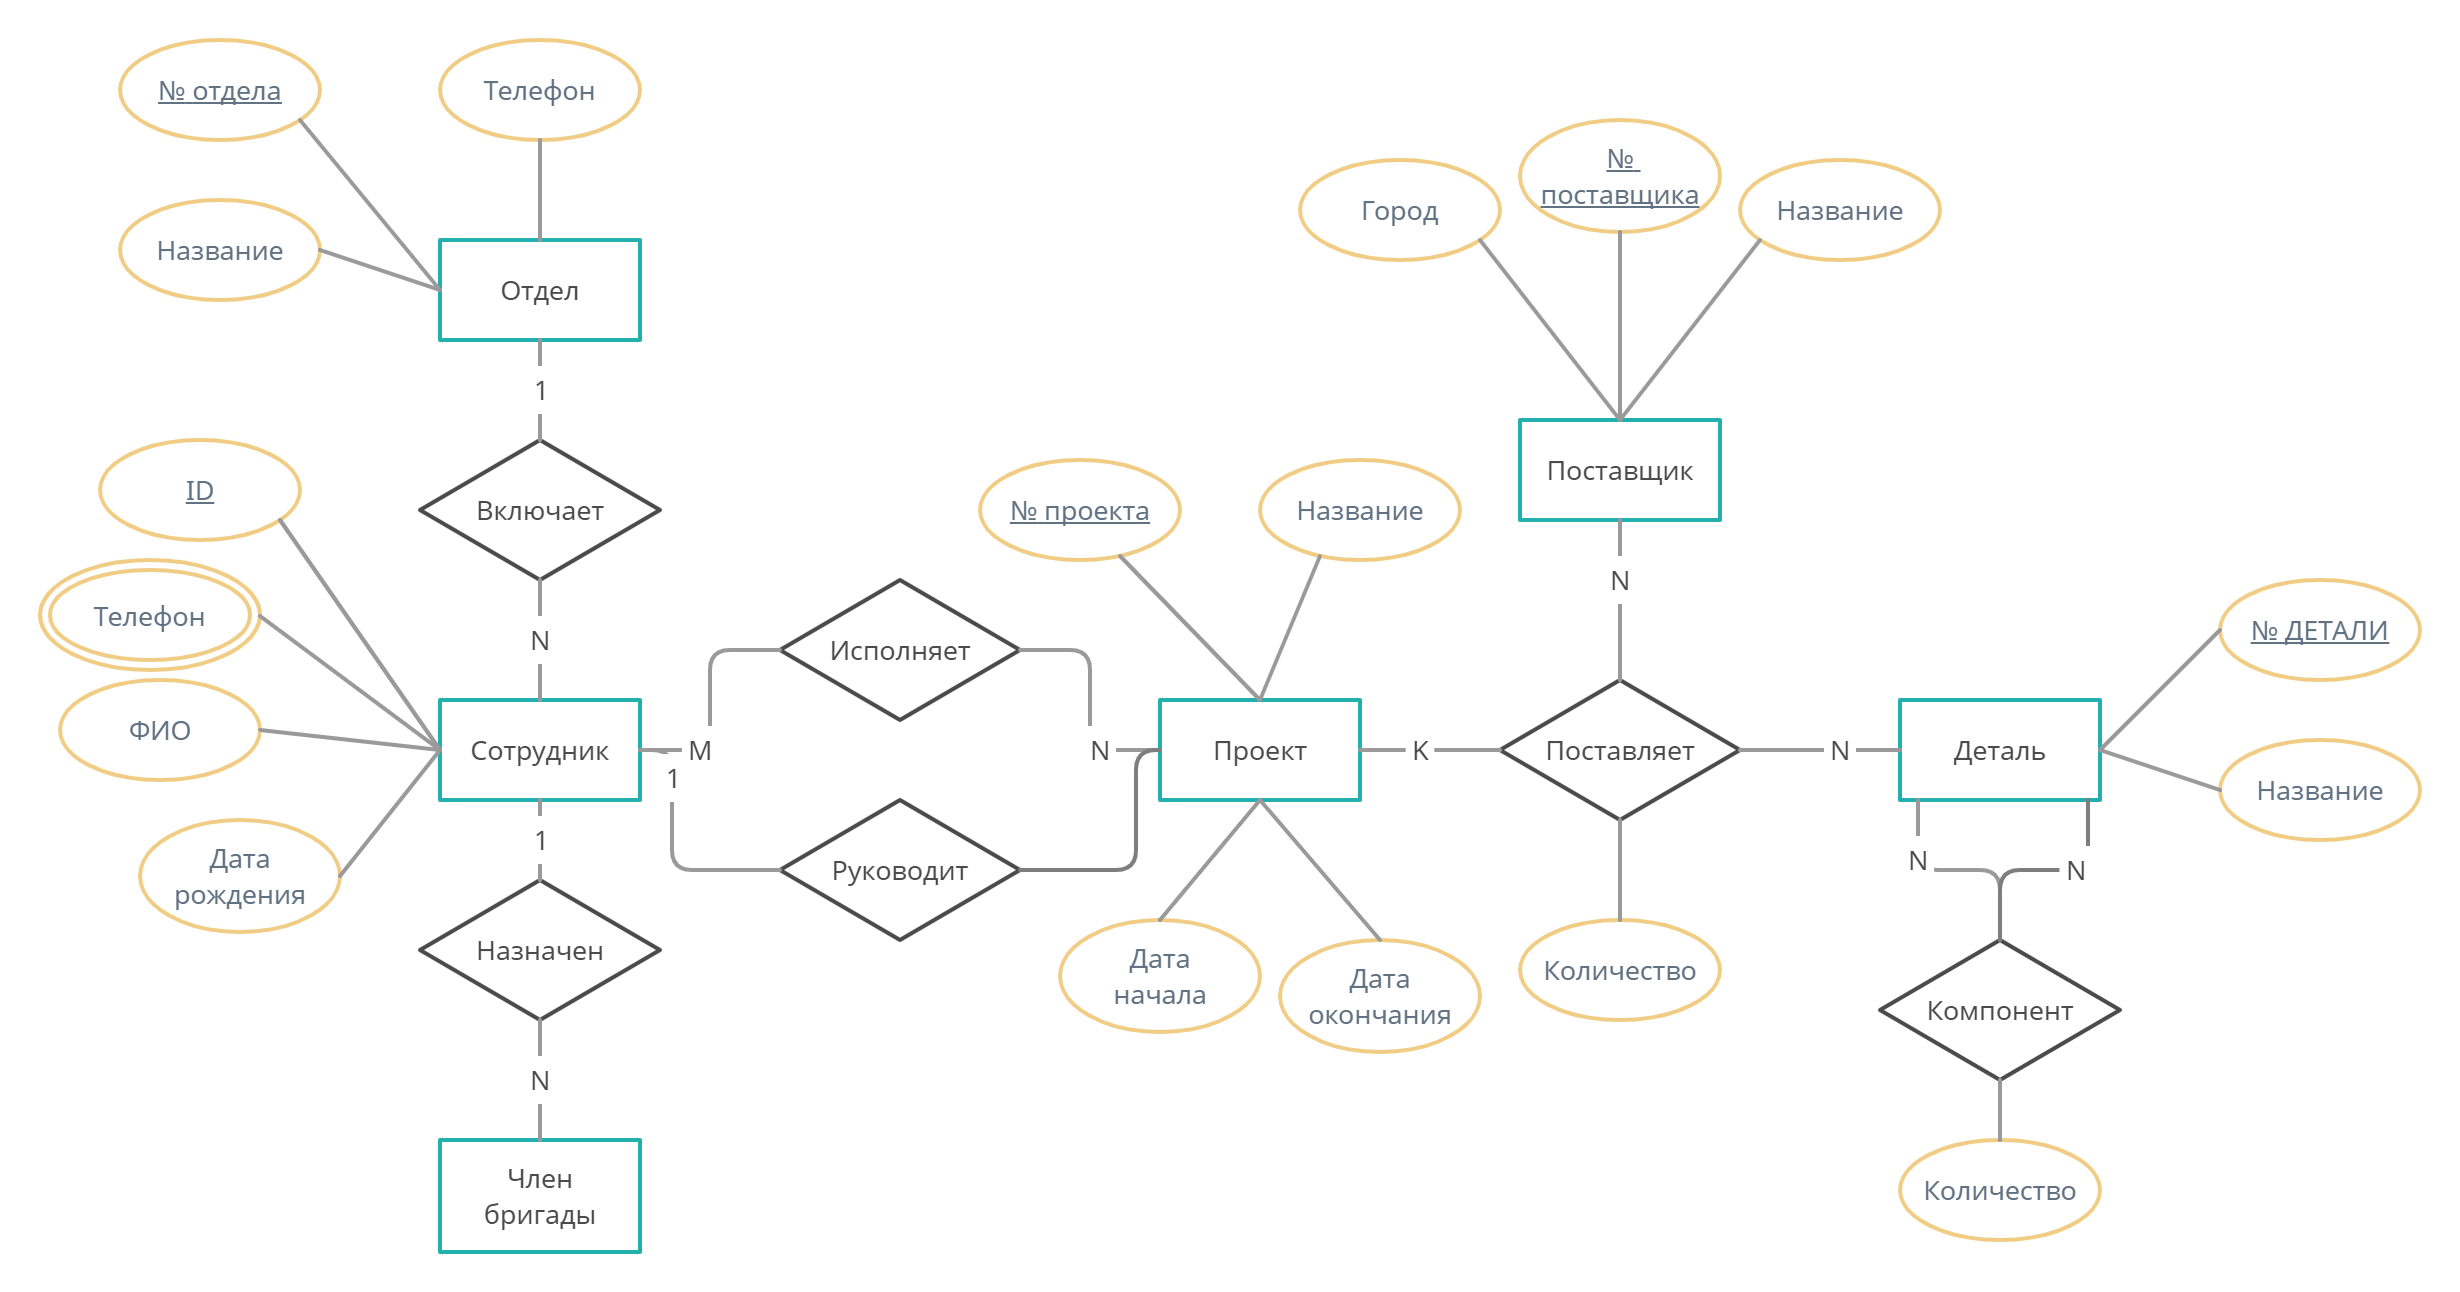 № отдела
Телефон
Название
Отдел
1
Включает
N
ID
Телефон
ФИО
Дата
рождения
Сотрудник
1
Назначен
N
Член
бригады
M
1
Исполняет
Руководит
N
№ проекта
Название
Проект
Дата
начала
Дата
окончания
K
Город
№
поставщика
Название
Поставщик
N
Поставляет
Количество
N
Деталь
№ ДЕТАЛИ
Название
N
N
Компонент
Количество